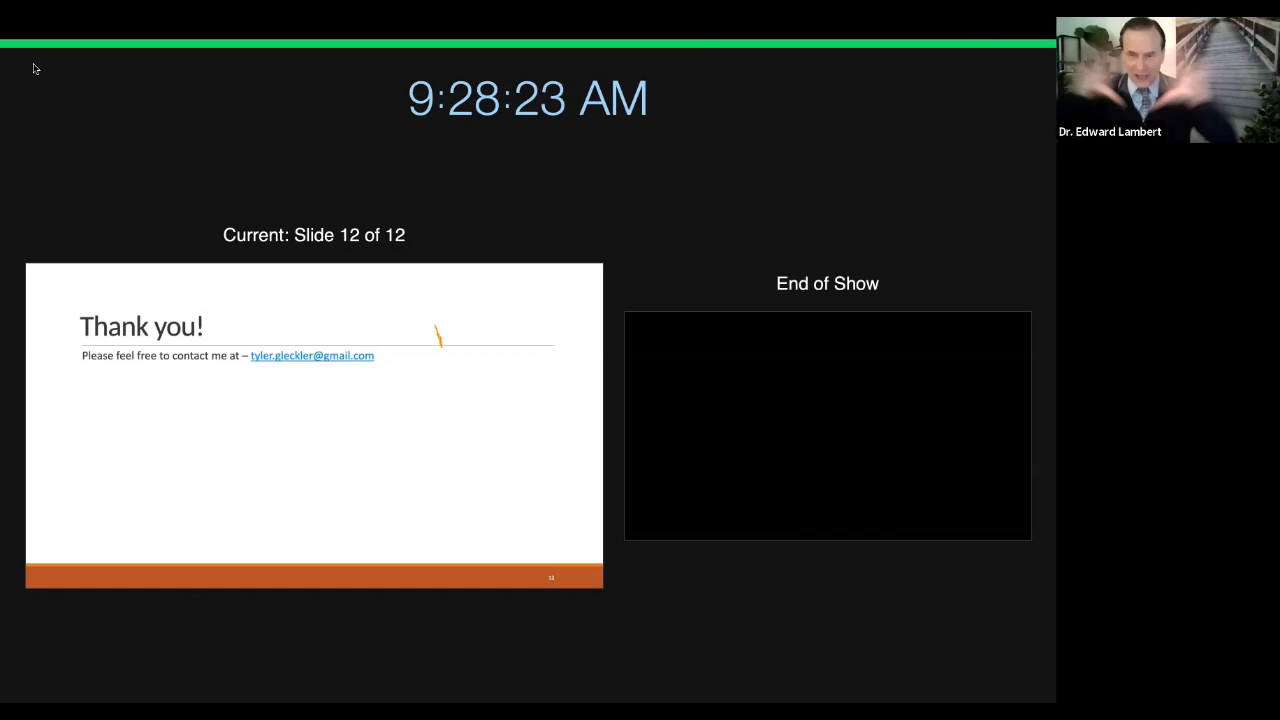 9:28:23 AM
Dr. Edward Lambert
Current: Slide 12 of 12
End of Show
Thank you!
Please feel free to contact me at – tyler.gleckler@gmail.com
12